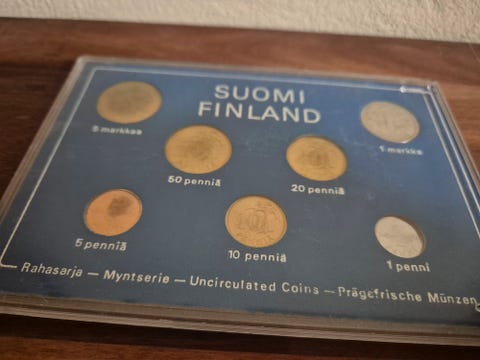 SUOMI
FINLAND
5 markkaa
1 markka
50 penniä
20 penniä
5 penniä
10 penniä
1 penni
Rahasarja — Myntserie — Uncirculated Coins — Prägefrische Münzen